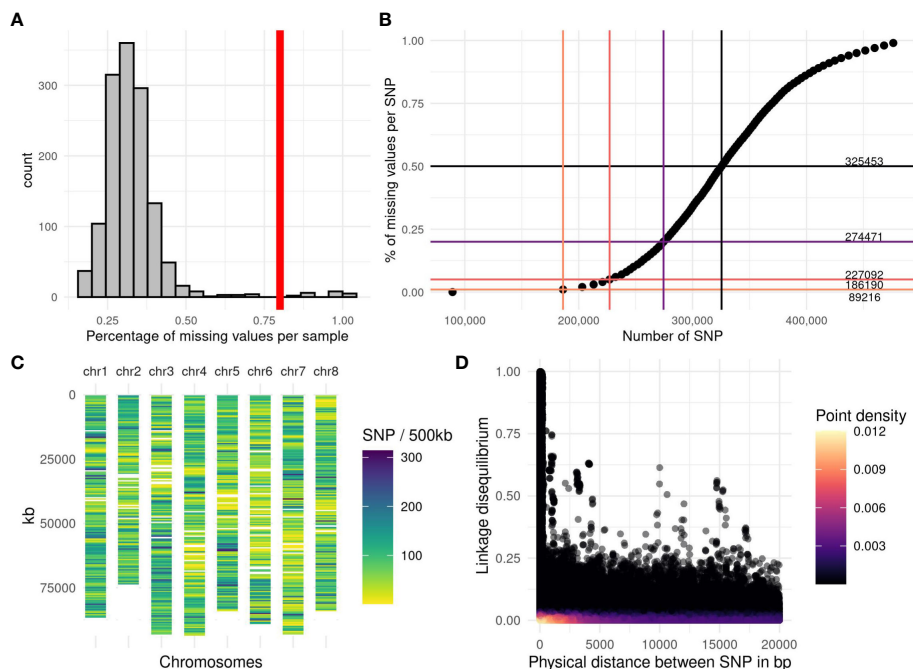 A
count
300
200
100
0
0.25
0.50
0.75
1.00
Percentage of missing values per sample
B
% of missing values per SNP
1.00
0.75
0.50
0.25
0.00
325453
274471
227092
186190
89216
100,000
200,000
300,000
400,000
Number of SNP
C
chr1 chr2 chr3 chr4 chr5 chr6 chr7 chr8
kb
0
25000
50000
75000
Chromosomes
SNP / 500kb
300
200
100
D
Linkage disequilibrium
1.00
0.75
0.50
0.25
0.00
0
5000
10000
15000
20000
Physical distance between SNP in bp
Point density
0.012
0.009
0.006
0.003